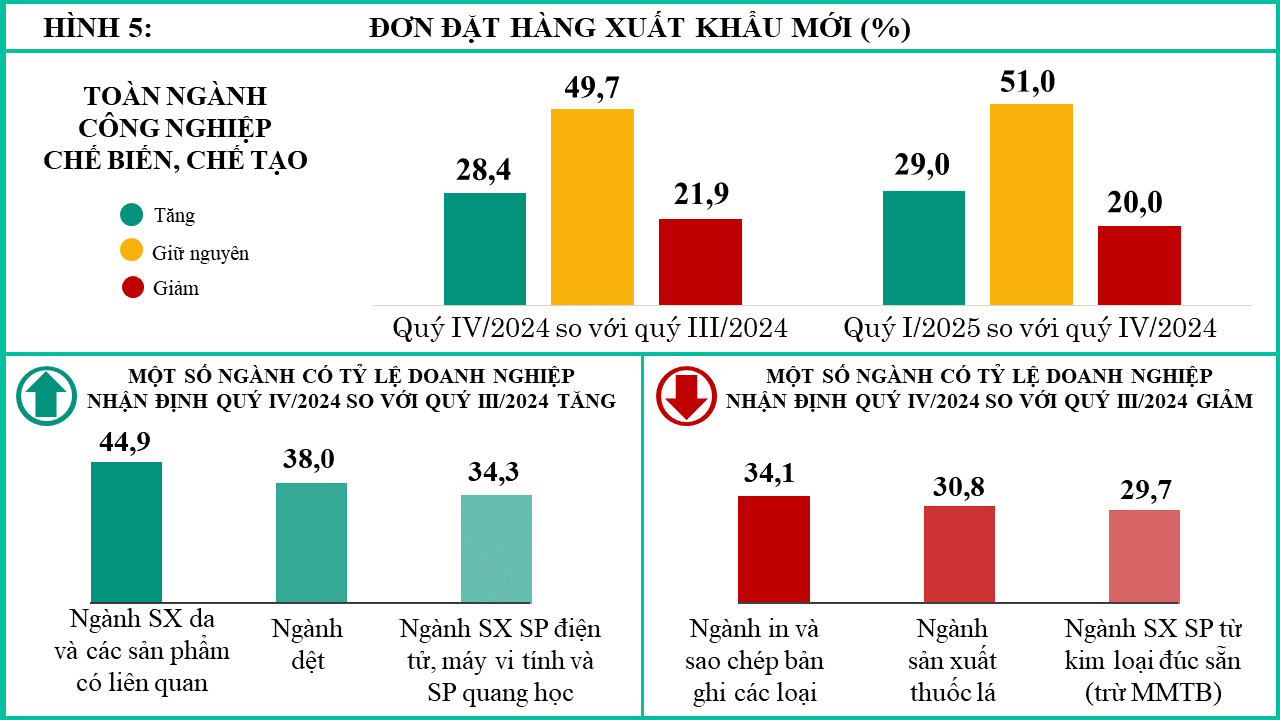 HÌNH 5:
ĐƠN ĐẶT HÀNG XUẤT KHẨU MỚI (%)
TOÀN NGÀNH
CÔNG NGHIỆP
CHẾ BIẾN, CHẾ TẠO
Tăng
Giữ nguyên
Giảm
28,4
49,7
21,9
Quý IV/2024 so với quý III/2024
29,0
51,0
20,0
Quý I/2025 so với quý IV/2024
MỘT SỐ NGÀNH CÓ TỶ LỆ DOANH NGHIỆP
NHẬN ĐỊNH QUÝ IV/2024 SO VỚI QUÝ III/2024 TĂNG
44,9
38,0
34,3
Ngành SX da
và các sản phẩm
có liên quan
Ngành
dệt
Ngành SX SP điện
tử, máy vi tính và
SP quang học
MỘT SỐ NGÀNH CÓ TỶ LỆ DOANH NGHIỆP
NHẬN ĐỊNH QUÝ IV/2024 SO VỚI QUÝ III/2024 GIẢM
34,1
30,8
29,7
Ngành in và
sao chép bản
ghi các loại
Ngành
sản xuất
thuốc lá
Ngành SX SP từ
kim loại đúc sẵn
(trừ MMTB)